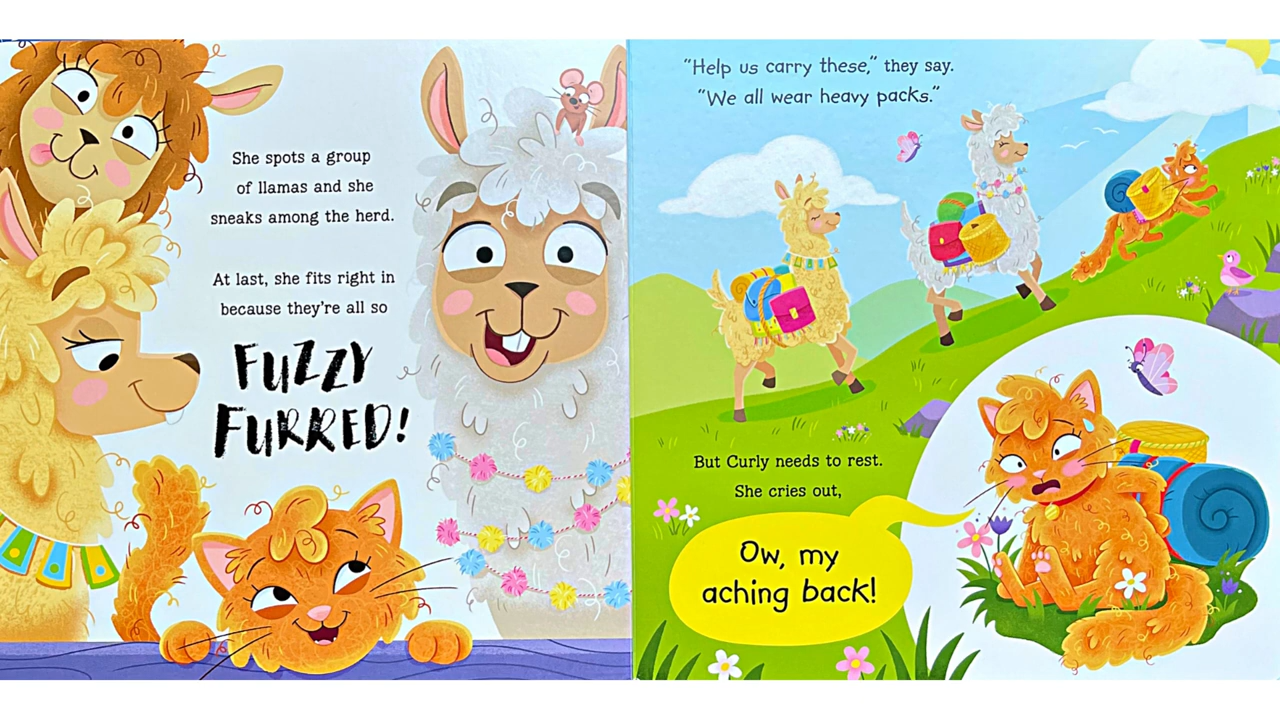 She spots a group
of llamas and she
sneaks among the herd.
At last, she fits right in
because they're all so
FUZZY
FURRED!
"Help us carry these," they say.
"We all wear heavy packs."
But Curly needs to rest.
She cries out,
Ow, my
aching back!